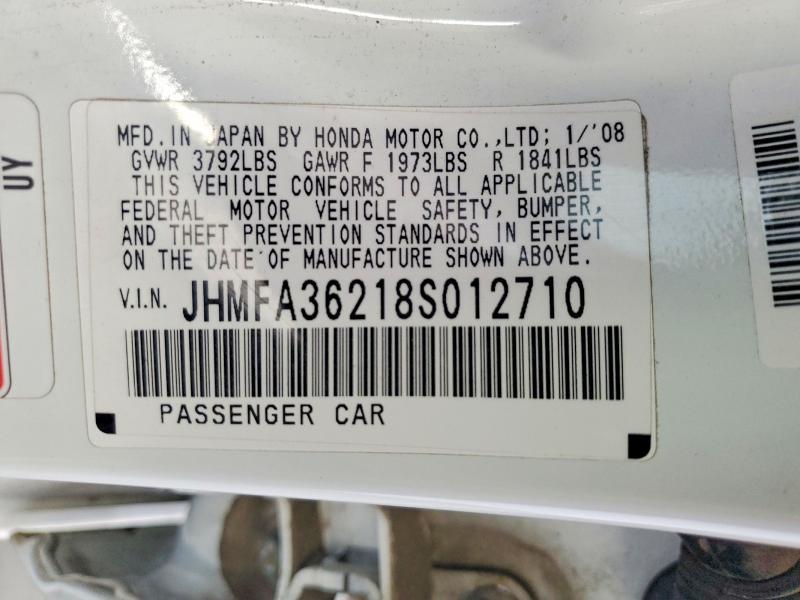 MFD.IN JAPAN BY HONDA MOTOR CO.,LTD; 1/'08
GVWR 3792LBS GAWR F 1973LBS R 1841LBS
THIS VEHICLE CONFORMS TO ALL APPLICABLE
FEDERAL MOTOR VEHICLE SAFETY, BUMPER,
AND THEFT PREVENTION STANDARDS IN EFFECT
ON THE DATE OF MANUFACTURE SHOWN ABOVE.
V.I.N. JHMFA36218S012710
PASSENGER CAR
UY